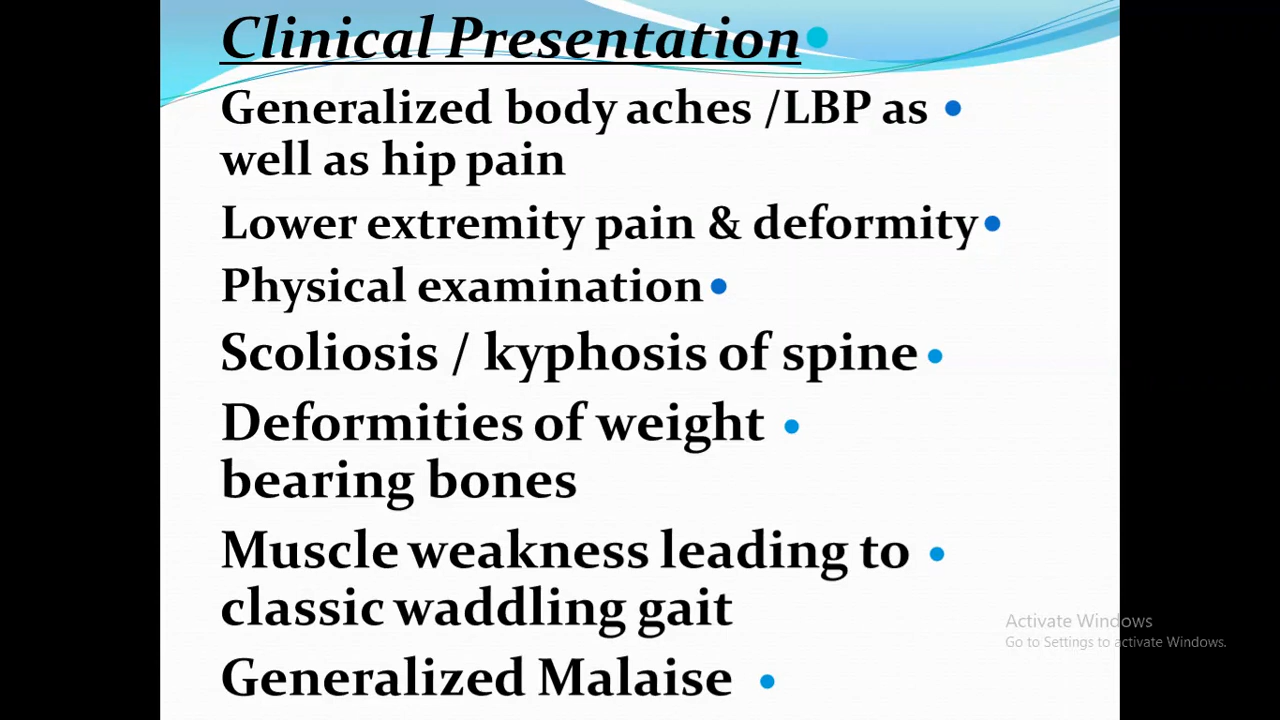 Clinical Presentation
Generalized body aches /LBP as
well as hip pain
Lower extremity pain & deformity
Physical examination
Scoliosis / kyphosis of spine
Deformities of weight
bearing bones
Muscle weakness leading to
classic waddling gait
Generalized Malaise
Activate Windows
Go to Settings to activate Windows.